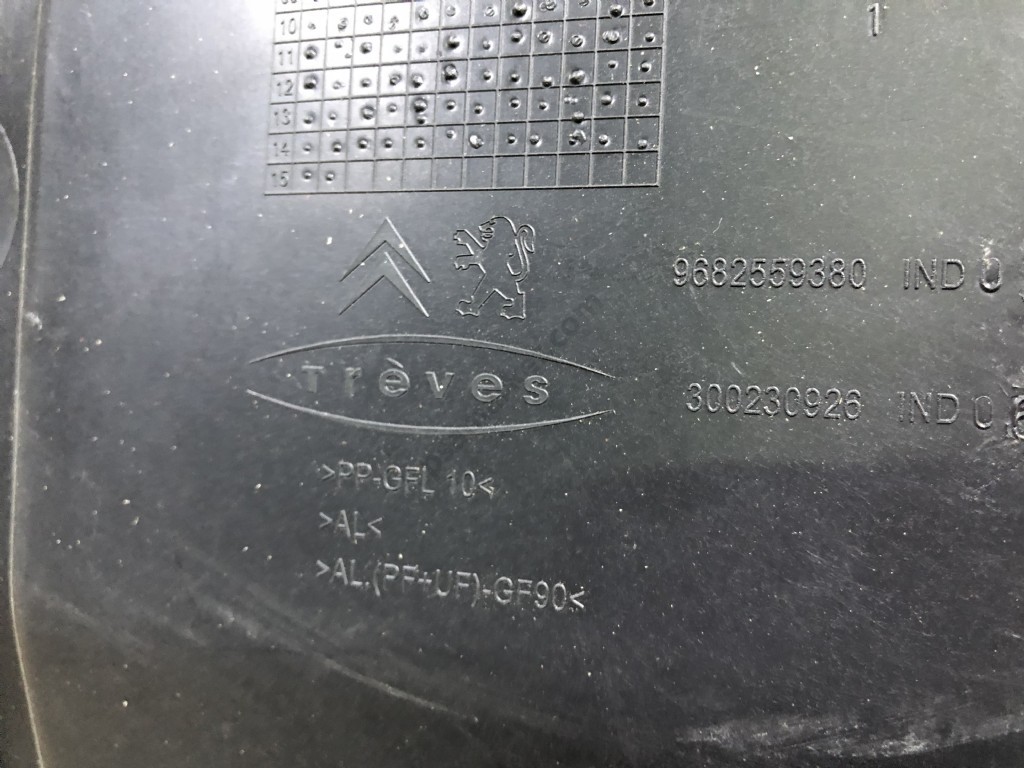 1
10
11
12
13
14
15
9682559380 IND 0
Trèves
300230926 IND 0
>PP-GFL 10<
>AL<
>AL.(PF+UF)-GF90<